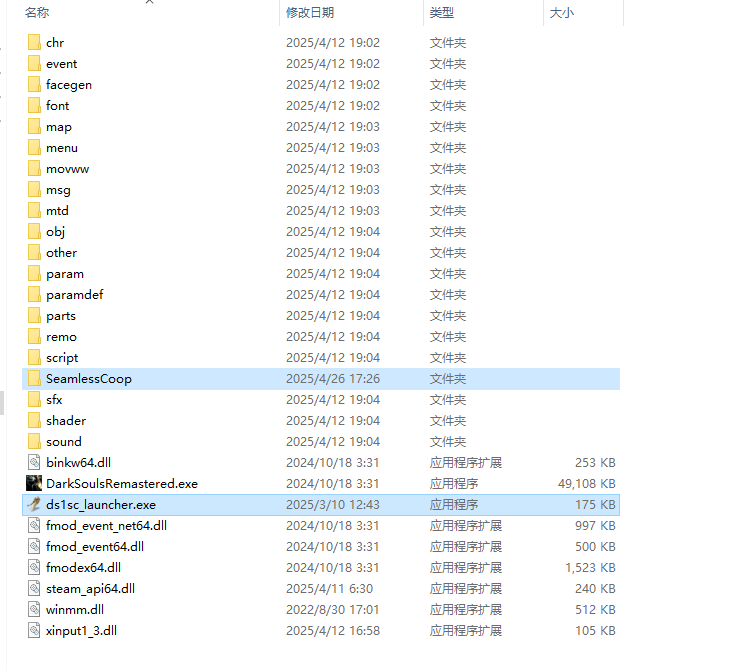 名称 修改日期 类型 大小
chr 2025/4/12 19:02 文件夹
event 2025/4/12 19:02 文件夹
facegen 2025/4/12 19:02 文件夹
font 2025/4/12 19:02 文件夹
map 2025/4/12 19:03 文件夹
menu 2025/4/12 19:03 文件夹
movww 2025/4/12 19:03 文件夹
msg 2025/4/12 19:03 文件夹
mtd 2025/4/12 19:03 文件夹
obj 2025/4/12 19:04 文件夹
other 2025/4/12 19:04 文件夹
param 2025/4/12 19:04 文件夹
paramdef 2025/4/12 19:04 文件夹
parts 2025/4/12 19:04 文件夹
remo 2025/4/12 19:04 文件夹
script 2025/4/12 19:04 文件夹
SeamlessCoop 2025/4/26 17:26 文件夹
sfx 2025/4/12 19:04 文件夹
shader 2025/4/12 19:04 文件夹
sound 2025/4/12 19:04 文件夹
binkw64.dll 2024/10/18 3:31 应用程序扩展 253 KB
DarkSoulsRemastered.exe 2024/10/18 3:31 应用程序 49,108 KB
ds1sc_launcher.exe 2025/3/10 12:43 应用程序 175 KB
fmod_event_net64.dll 2024/10/18 3:31 应用程序扩展 997 KB
fmod_event64.dll 2024/10/18 3:31 应用程序扩展 500 KB
fmodex64.dll 2024/10/18 3:31 应用程序扩展 1,523 KB
steam_api64.dll 2025/4/11 6:30 应用程序扩展 240 KB
winmm.dll 2022/8/30 17:01 应用程序扩展 512 KB
xinput1_3.dll 2025/4/12 16:58 应用程序扩展 105 KB